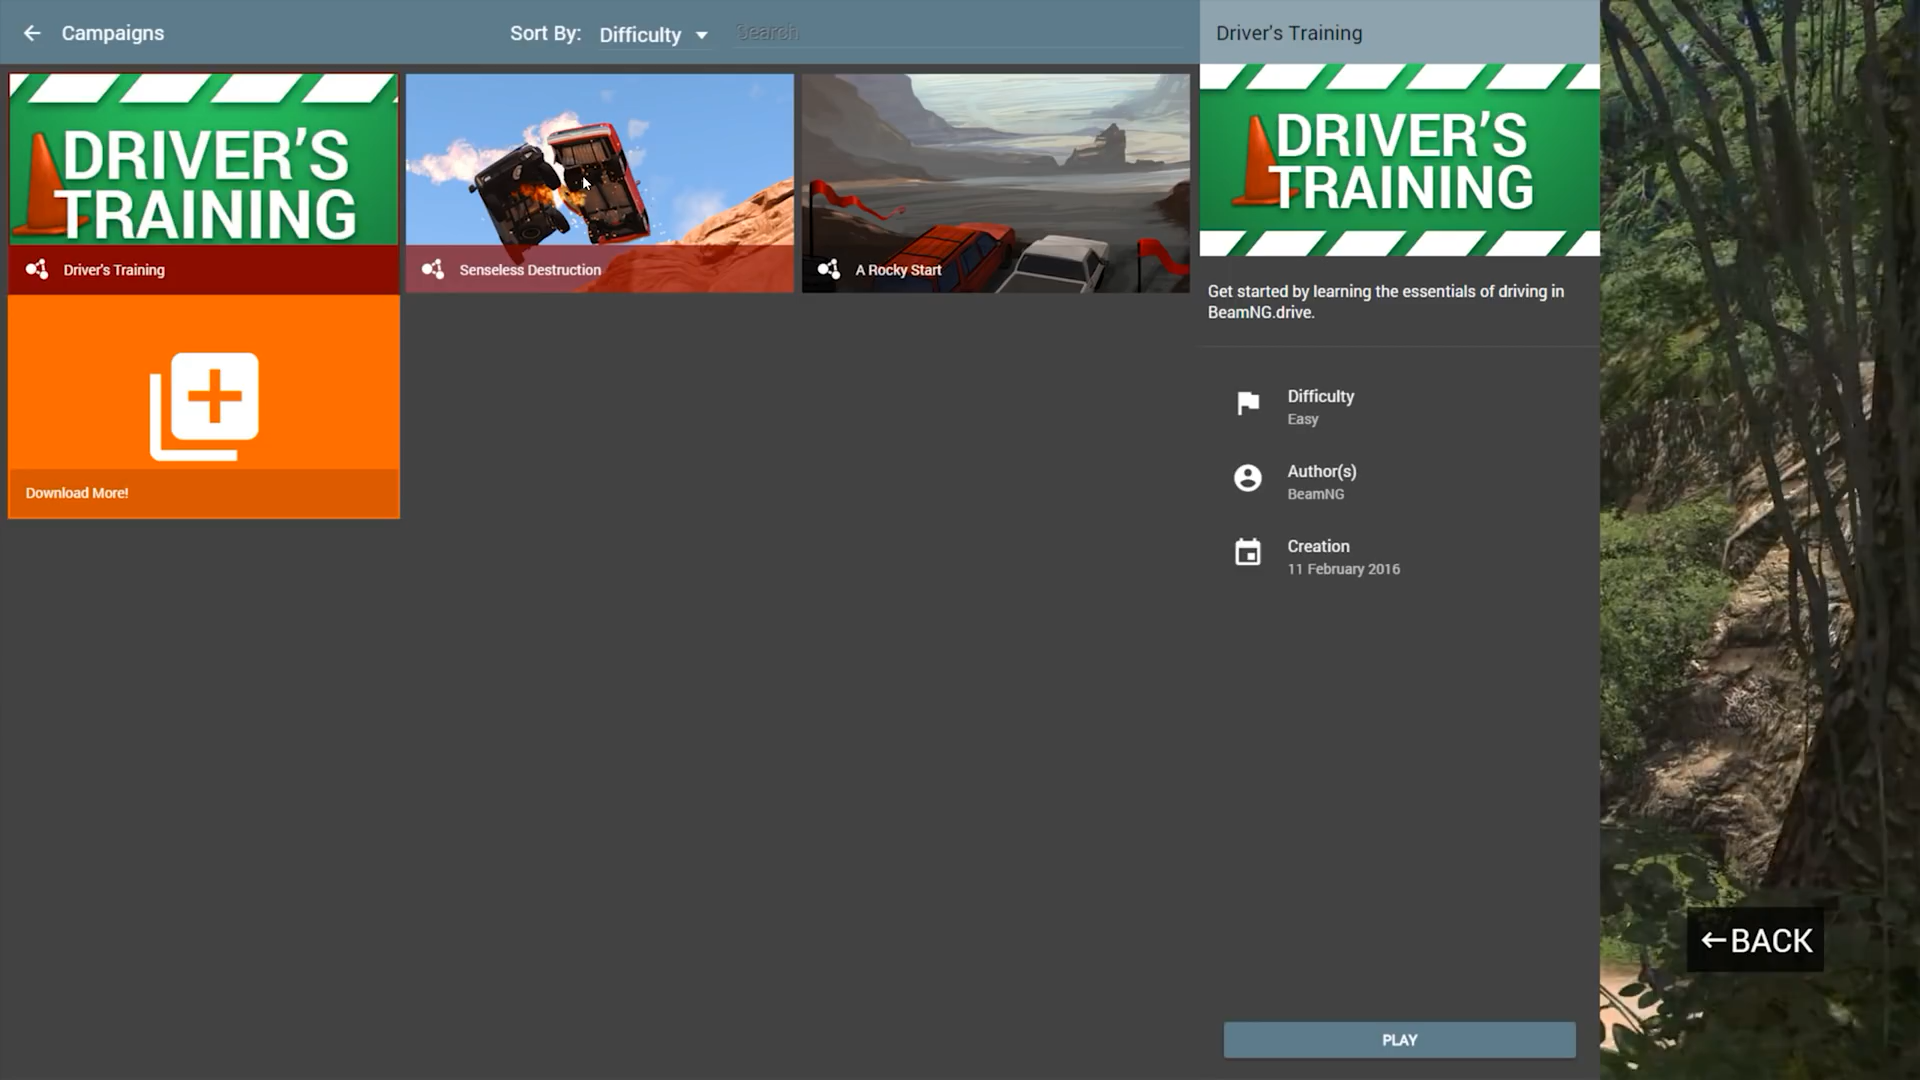 Campaigns
Sort By: Difficulty
Search
DRIVER'S
TRAINING
Driver's Training
Senseless Destruction
A Rocky Start
Download More!
Driver's Training
DRIVER'S
TRAINING
Get started by learning the essentials of driving in
BeamNG.drive.
Difficulty
Easy
Author(s)
BeamNG
Creation
11 February 2016
PLAY
←BACK